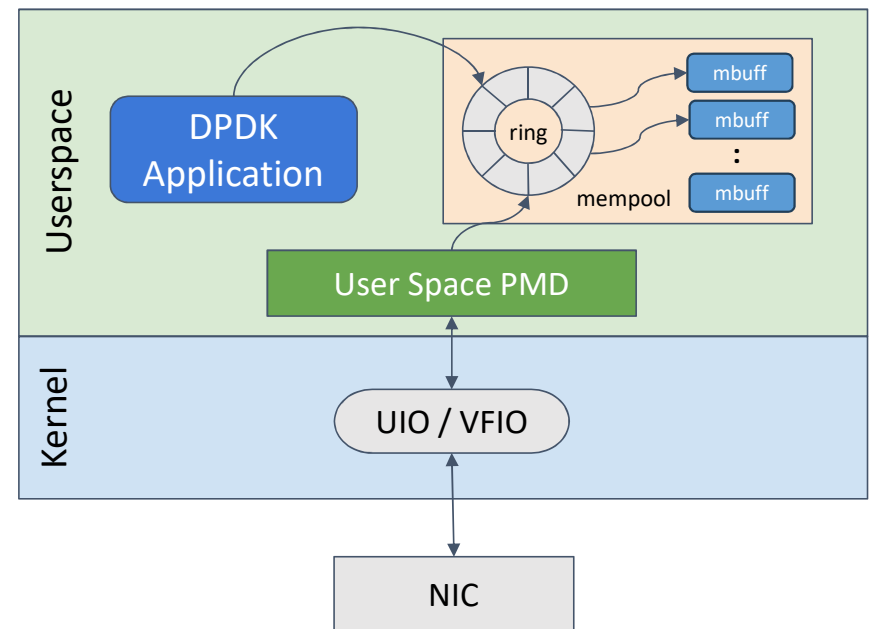 Userspace
DPDK
Application
ring
mbuff
mbuff
:
mbuff
mempool
User Space PMD
Kernel
UIO / VFIO
NIC